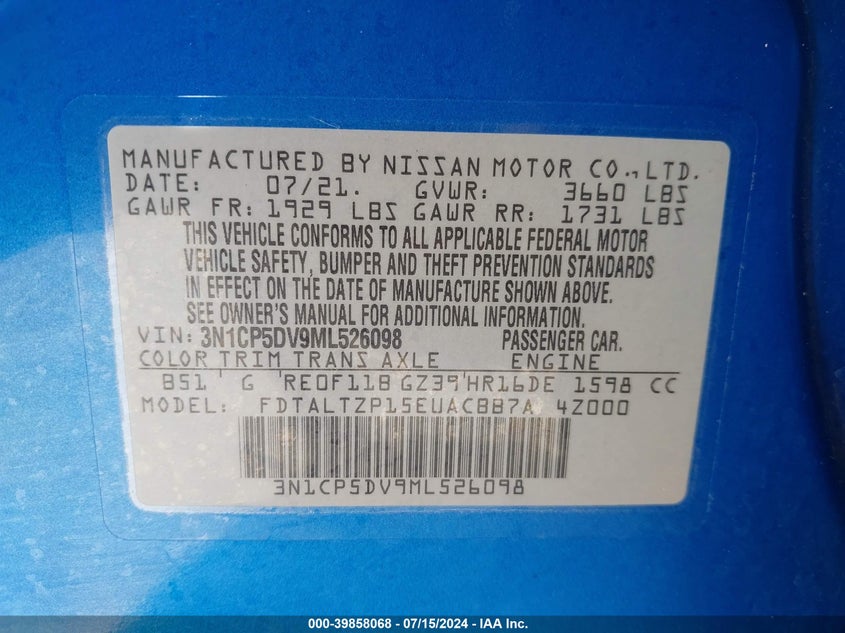 MANUFACTURED BY NISSAN MOTOR CO., LTD.
DATE: 07/21. GVWR: 3660 LBS
GAWR FR: 1929 LBS GAWR RR: 1731 LBS
THIS VEHICLE CONFORMS TO ALL APPLICABLE FEDERAL MOTOR
VEHICLE SAFETY, BUMPER AND THEFT PREVENTION STANDARDS
IN EFFECT ON THE DATE OF MANUFACTURE SHOWN ABOVE.
SEE OWNER'S MANUAL FOR ADDITIONAL INFORMATION.
VIN: 3N1CP5DV9ML526098 PASSENGER CAR.
COLOR TRIM TRANS AXLE ENGINE
B51 G RE0F11B GZ39 HR16DE 1598 CC
MODEL: FDTALTZP15EUACBB7A 4Z000
3N1CP5DV9ML526098
000-39858068 - 07/15/2024 - IAA Inc.